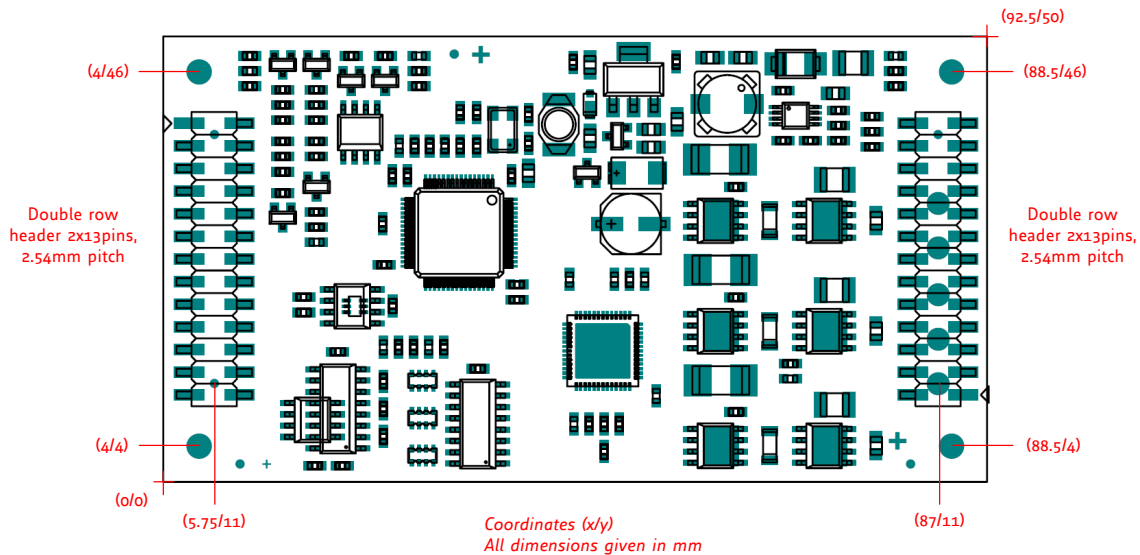 (92.5/50)
(4/46)
(88.5/46)
Double row
header 2x13pins,
2.54mm pitch
Double row
header 2x13pins,
2.54mm pitch
(4/4)
(88.5/4)
(0/0)
(5.75/11)
(87/11)
Coordinates (x/y)
All dimensions given in mm